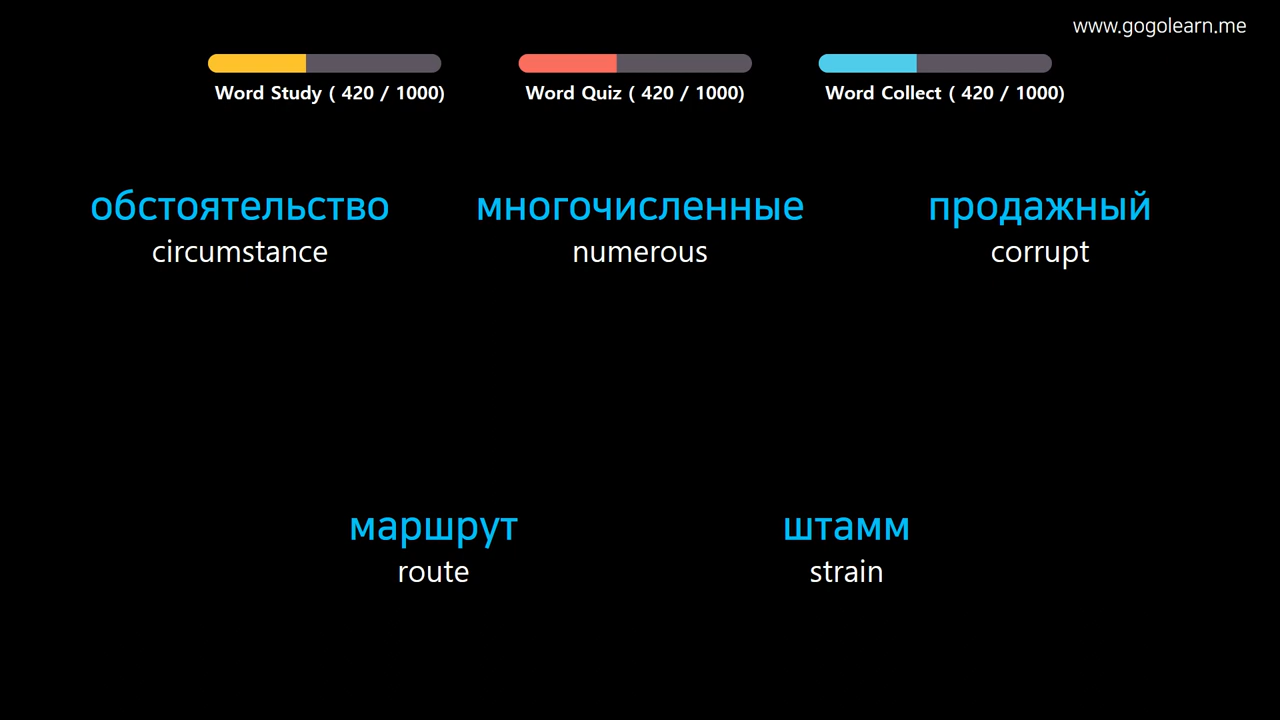 www.gogolearn.me
Word Study ( 420 / 1000)
Word Quiz ( 420 / 1000)
Word Collect ( 420 / 1000)
обстоятельство
circumstance
многочисленные
numerous
продажный
corrupt
маршрут
route
штамм
strain